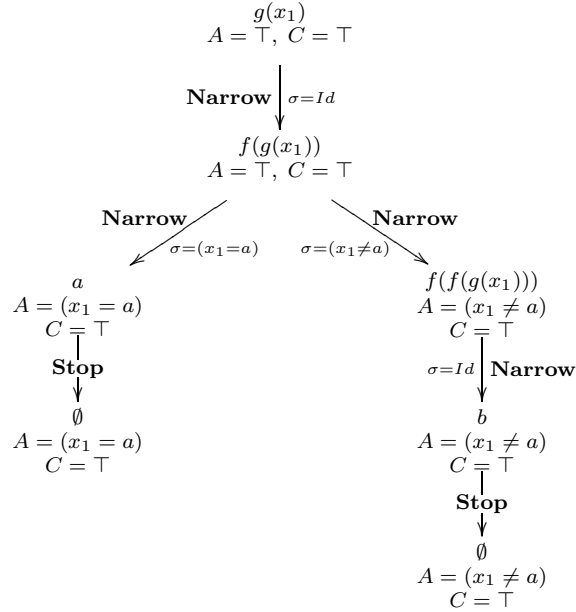 g(x₁)
A = ⊤, C = ⊤
Narrow σ=Id
f(g(x₁))
A = ⊤, C = ⊤
Narrow Narrow
σ=(x₁=a) σ=(x₁≠a)
a
A = (x₁ = a)
C = ⊤
Stop
∅
A = (x₁ = a)
C = ⊤
f(f(g(x₁)))
A = (x₁ ≠ a)
C = ⊤
σ=Id Narrow
b
A = (x₁ ≠ a)
C = ⊤
Stop
∅
A = (x₁ ≠ a)
C = ⊤